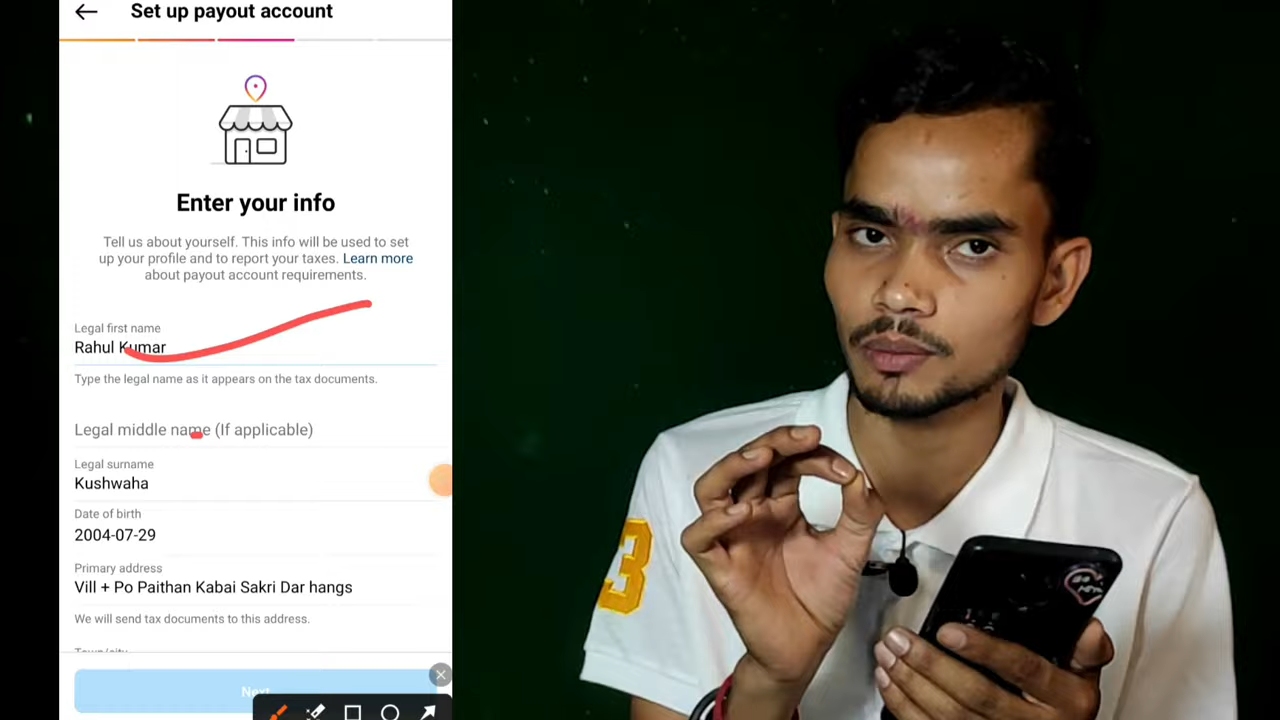 Set up payout account
Enter your info
Tell us about yourself. This info will be used to set
up your profile and to report your taxes. Learn more
about payout account requirements.
Legal first name
Rahul Kumar
Type the legal name as it appears on the tax documents.
Legal middle name (If applicable)
Legal surname
Kushwaha
Date of birth
2004-07-29
Primary address
Vill + Po Paithan Kabai Sakri Dar hangs
We will send tax documents to this address.
Town/city
Next
3